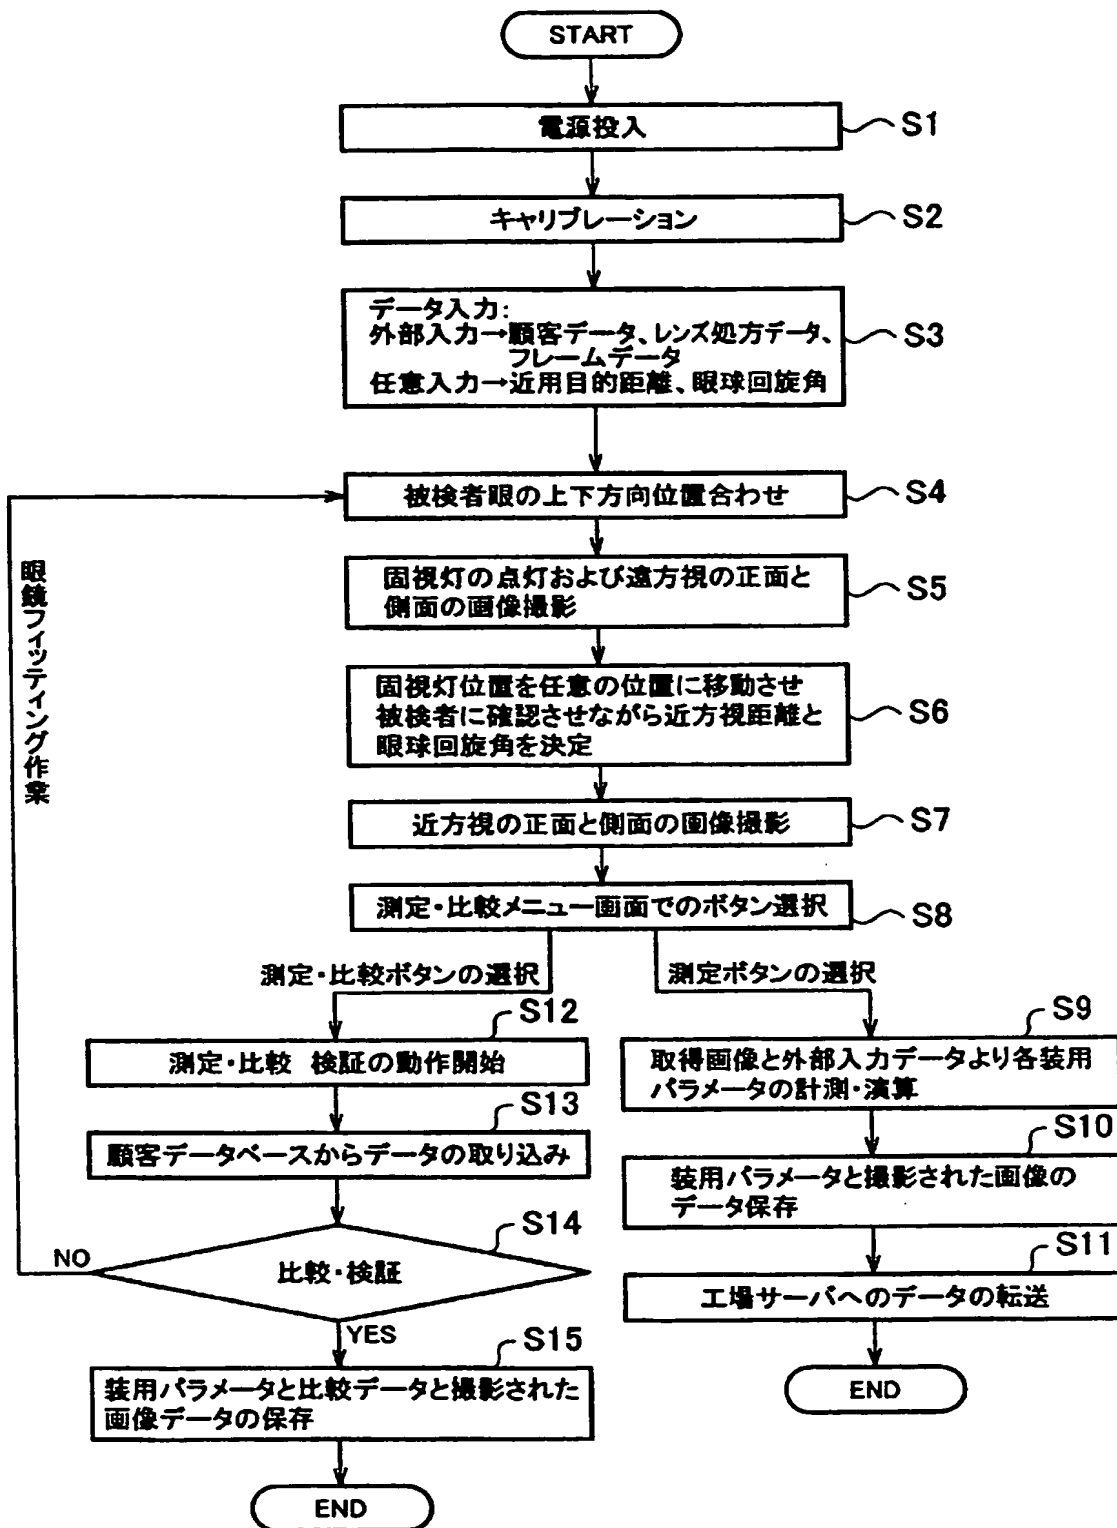 START
電源投入
S1
キャリブレーション
S2
データ入力:
外部入力→顧客データ、レンズ処方データ、
フレームデータ
任意入力→近用目的距離、眼球回旋角
S3
被検者眼の上下方向位置合わせ
S4
眼鏡フィッティング作業
固視灯の点灯および遠方視の正面と
側面の画像撮影
S5
固視灯位置を任意の位置に移動させ
被検者に確認させながら近方視距離と
眼球回旋角を決定
S6
近方視の正面と側面の画像撮影
S7
測定・比較メニュー画面でのボタン選択
S8
測定・比較ボタンの選択
測定ボタンの選択
S12
測定・比較 検証の動作開始
S13
顧客データベースからデータの取り込み
S14
比較・検証
NO
YES
S15
装用パラメータと比較データと撮影された
画像データの保存
END
S9
取得画像と外部入力データより各装用
パラメータの計測・演算
S10
装用パラメータと撮影された画像の
データ保存
S11
工場サーバへのデータの転送
END